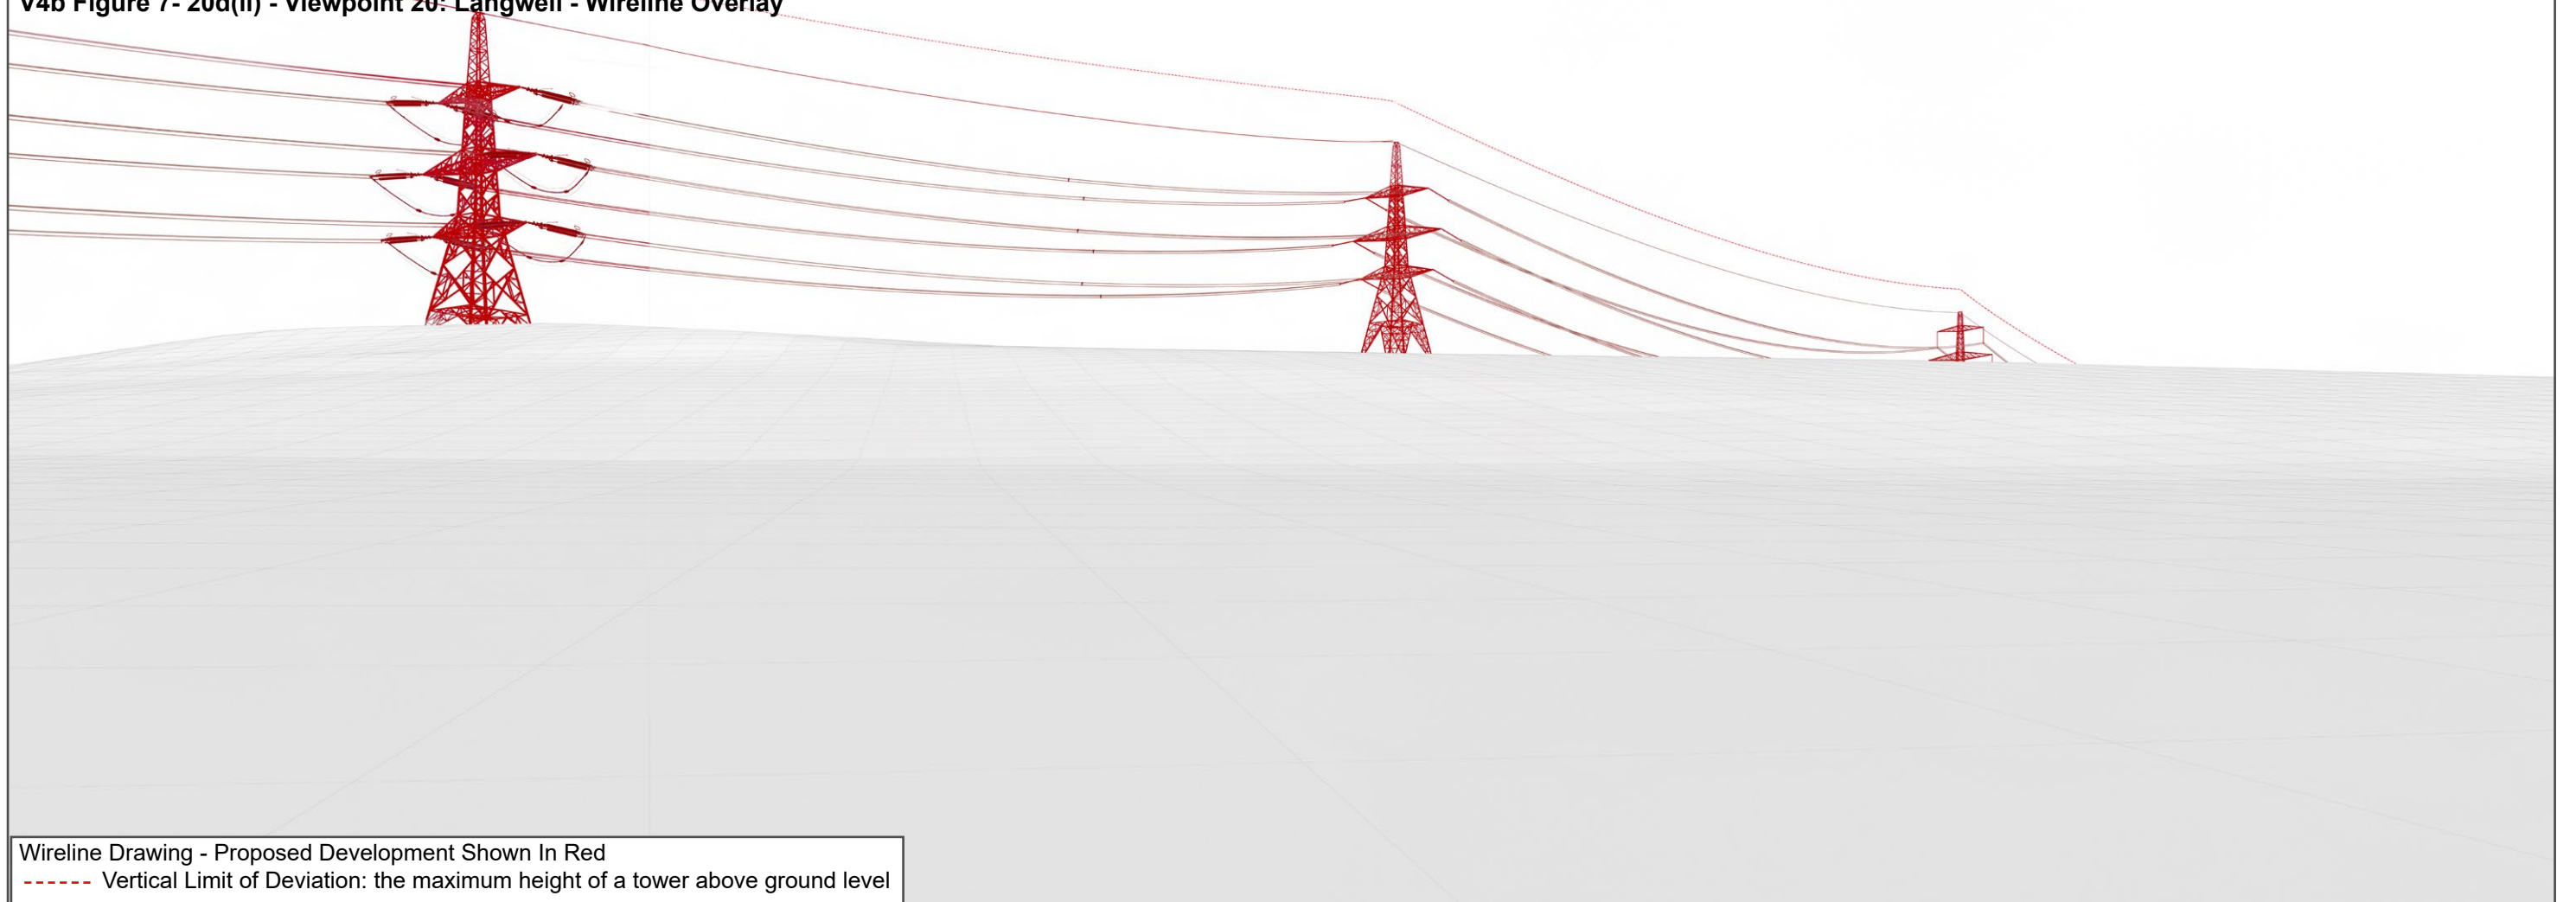 V4b Figure 7- 20d(ii) - Viewpoint 20: Langwell - Wireline Overlay
Wireline Drawing - Proposed Development Shown In Red
Vertical Limit of Deviation: the maximum height of a tower above ground level